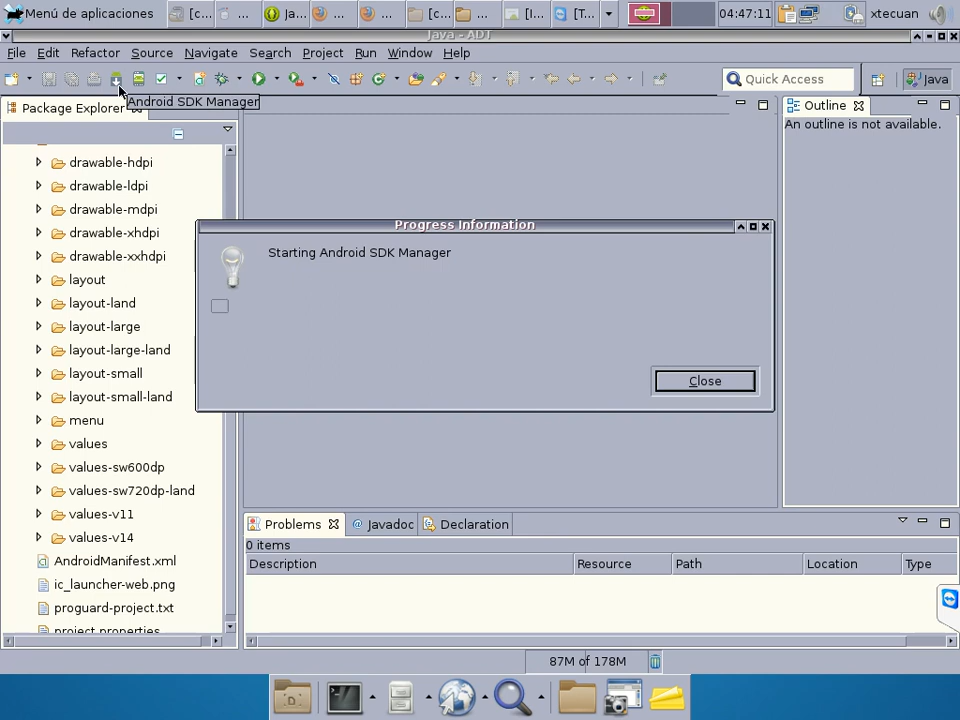 Menú de aplicaciones
[c...
...
Ja...
...
...
[c...
...
[I...
[T...
04:47:11
xtecuan
Java - ADT
File Edit Refactor Source Navigate Search Project Run Window Help
Quick Access
Java
Android SDK Manager
Package Explorer
Outline
An outline is not available.
drawable-hdpi
drawable-ldpi
drawable-mdpi
drawable-xhdpi
drawable-xxhdpi
layout
layout-land
layout-large
layout-large-land
layout-small
layout-small-land
menu
values
values-sw600dp
values-sw720dp-land
values-v11
values-v14
AndroidManifest.xml
ic_launcher-web.png
proguard-project.txt
project.properties
Progress Information
Starting Android SDK Manager
Close
Problems
@ Javadoc
Declaration
0 items
Description Resource Path Location Type
87M of 178M